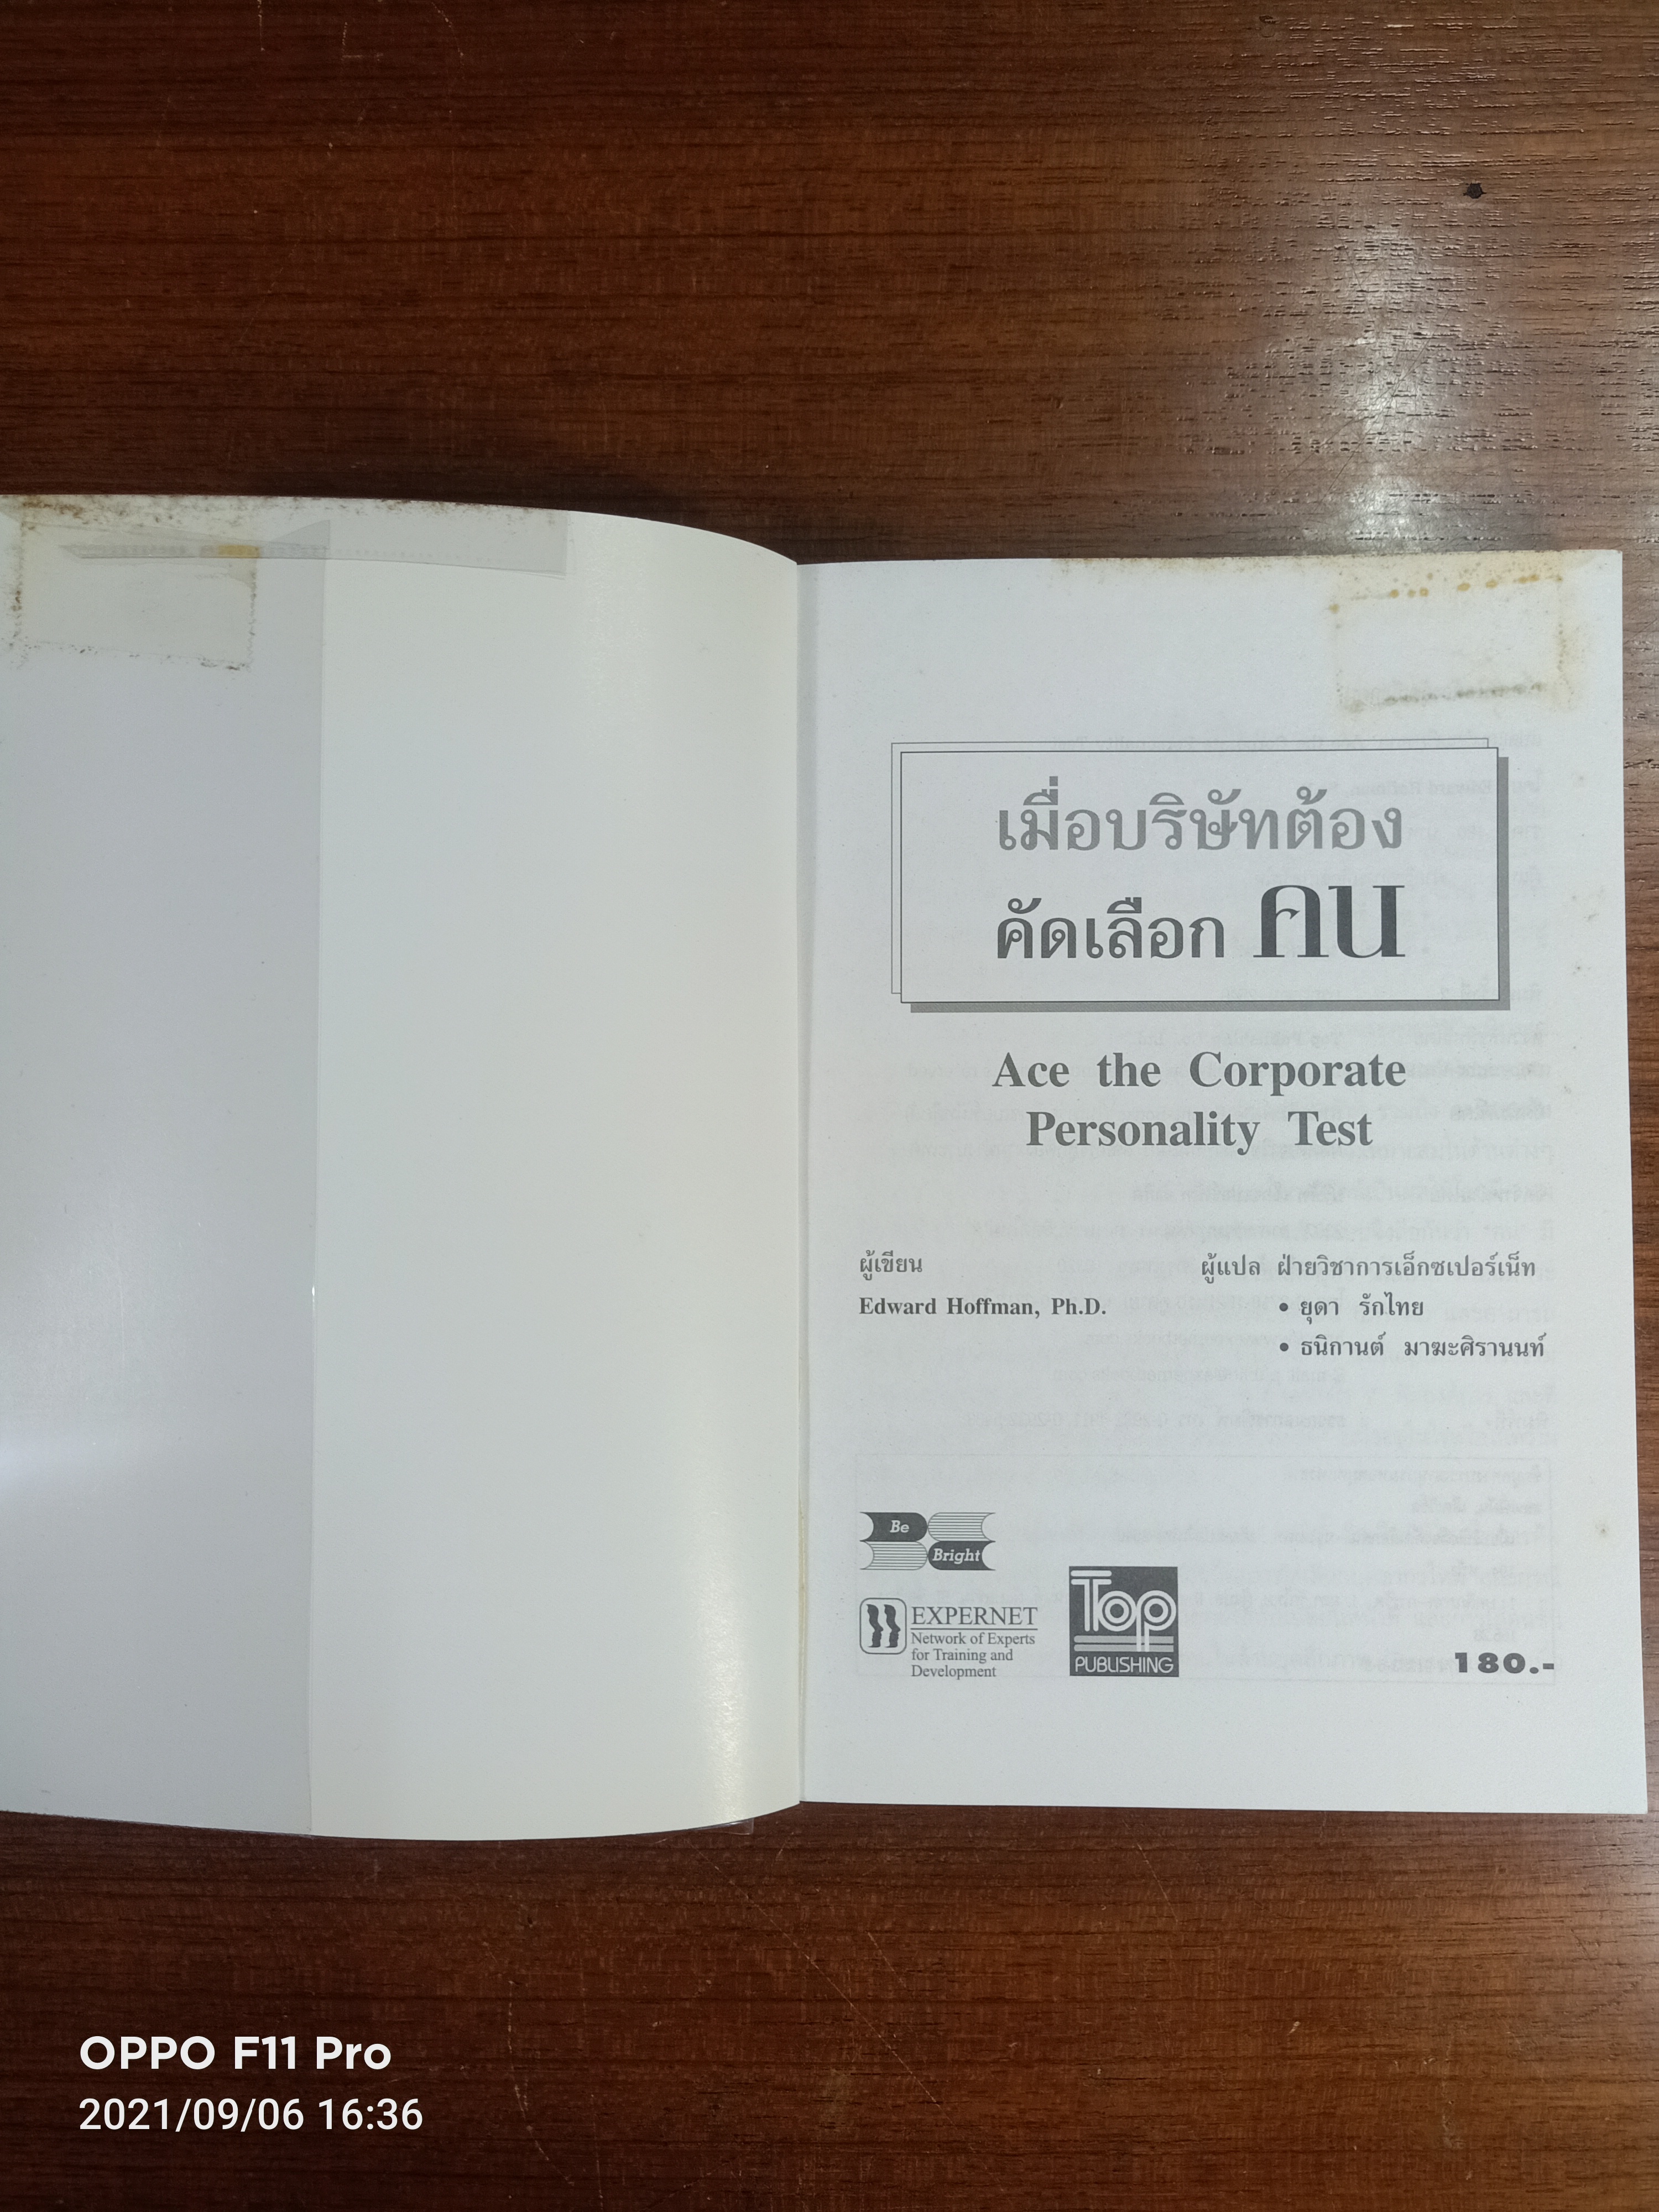 เมื่อบริษัทต้อง
คัดเลือก คน
Ace the Corporate
Personality Test
ผู้เขียน
Edward Hoffman, Ph.D.
ผู้แปล ฝ่ายวิชาการเอ็กซเปอร์เน็ท
• ยุดา รักไทย
• ธนิกานต์ มาฆะศิรานนท์
Be
Bright
EXPERNET
Network of Experts
for Training and
Development
Top
PUBLISHING
180.-
OPPO F11 Pro
2021/09/06 16:36